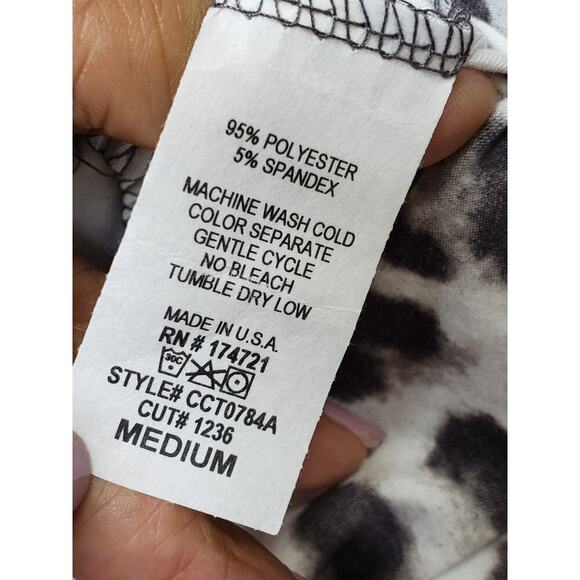 95% POLYESTER
5% SPANDEX
MACHINE WASH COLD
COLOR SEPARATE
GENTLE CYCLE
NO BLEACH
TUMBLE DRY LOW
MADE IN U.S.A.
RN # 174721
30C
STYLE# CCT0784A
CUT# 1236
MEDIUM